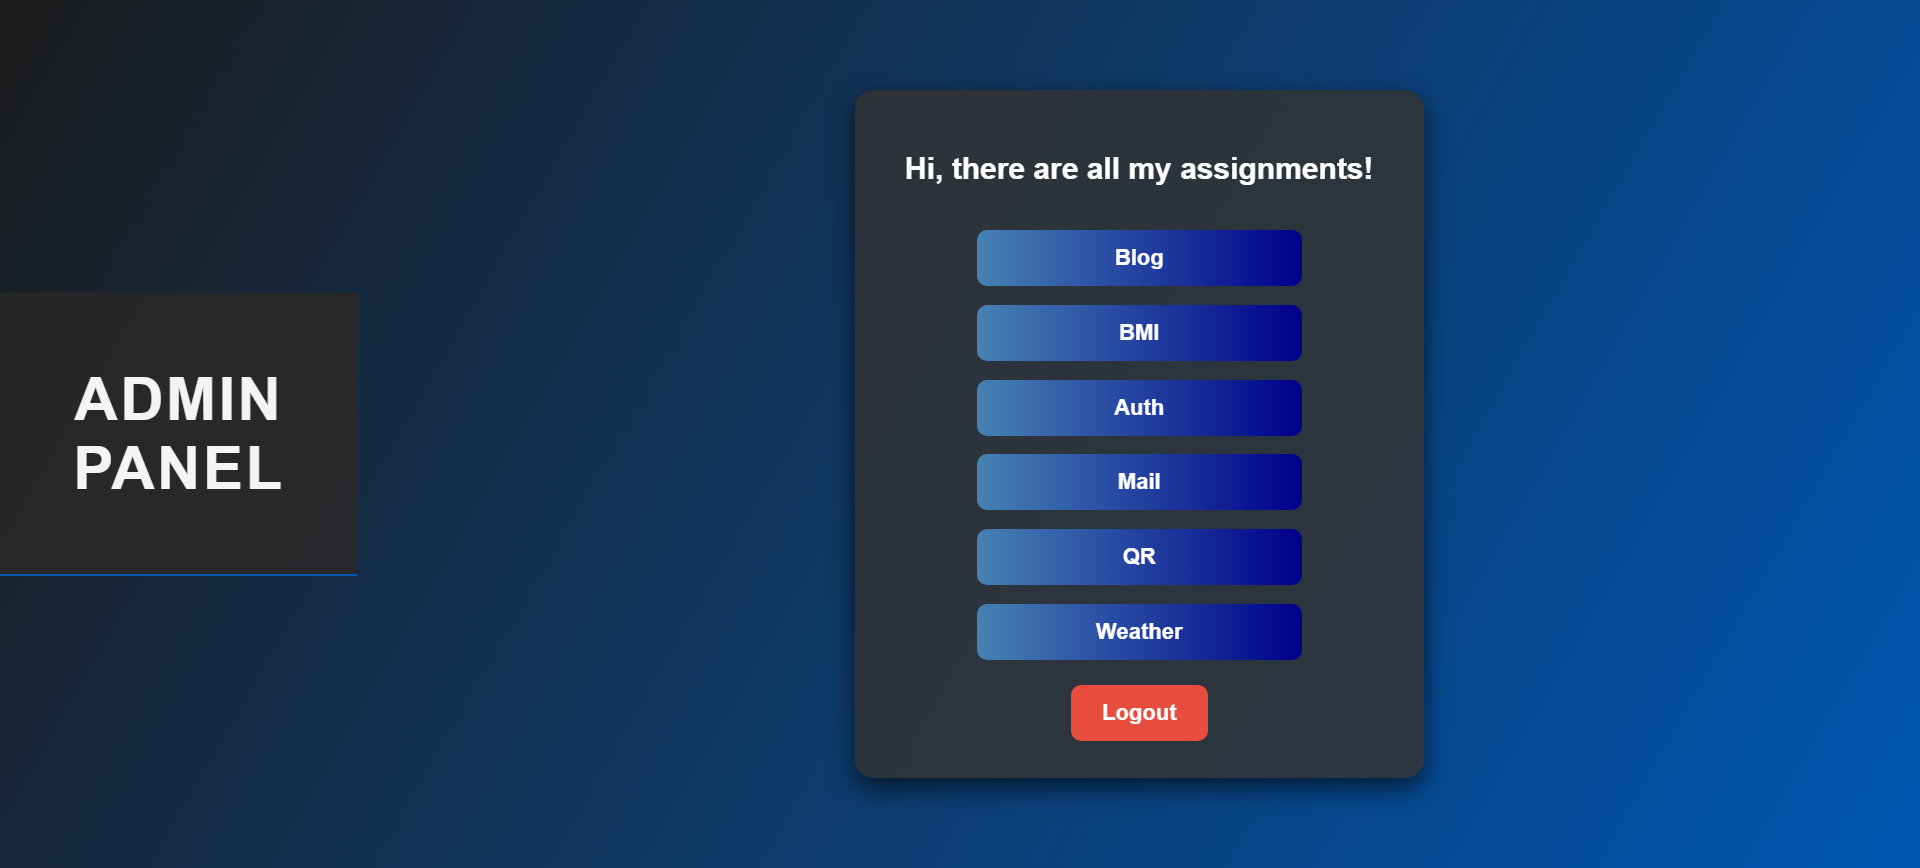 ADMIN
PANEL
Hi, there are all my assignments!
Blog
BMI
Auth
Mail
QR
Weather
Logout